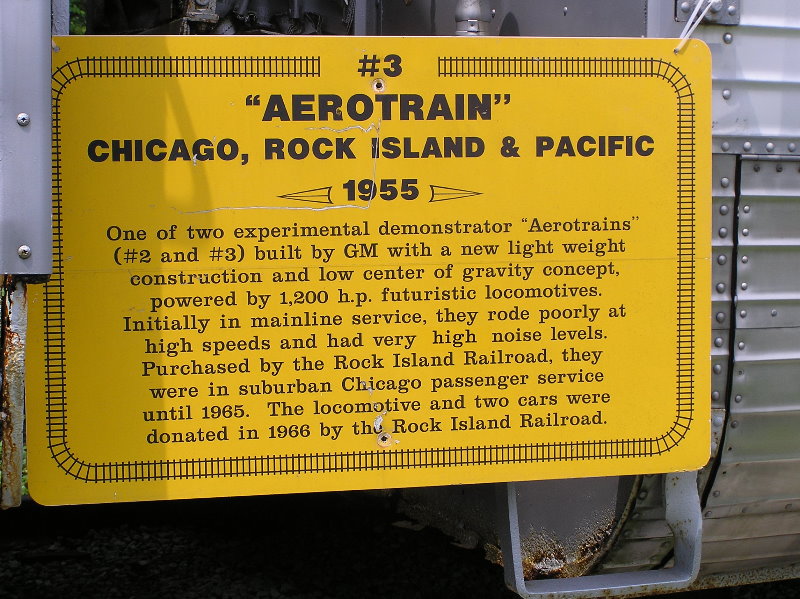 #3
"AEROTRAIN"
CHICAGO, ROCK ISLAND & PACIFIC
1955
One of two experimental demonstrator "Aerotrains"
(#2 and #3) built by GM with a new light weight
construction and low center of gravity concept,
powered by 1,200 h.p. futuristic locomotives.
Initially in mainline service, they rode poorly at
high speeds and had very high noise levels.
Purchased by the Rock Island Railroad, they
were in suburban Chicago passenger service
until 1965. The locomotive and two cars were
donated in 1966 by the Rock Island Railroad.